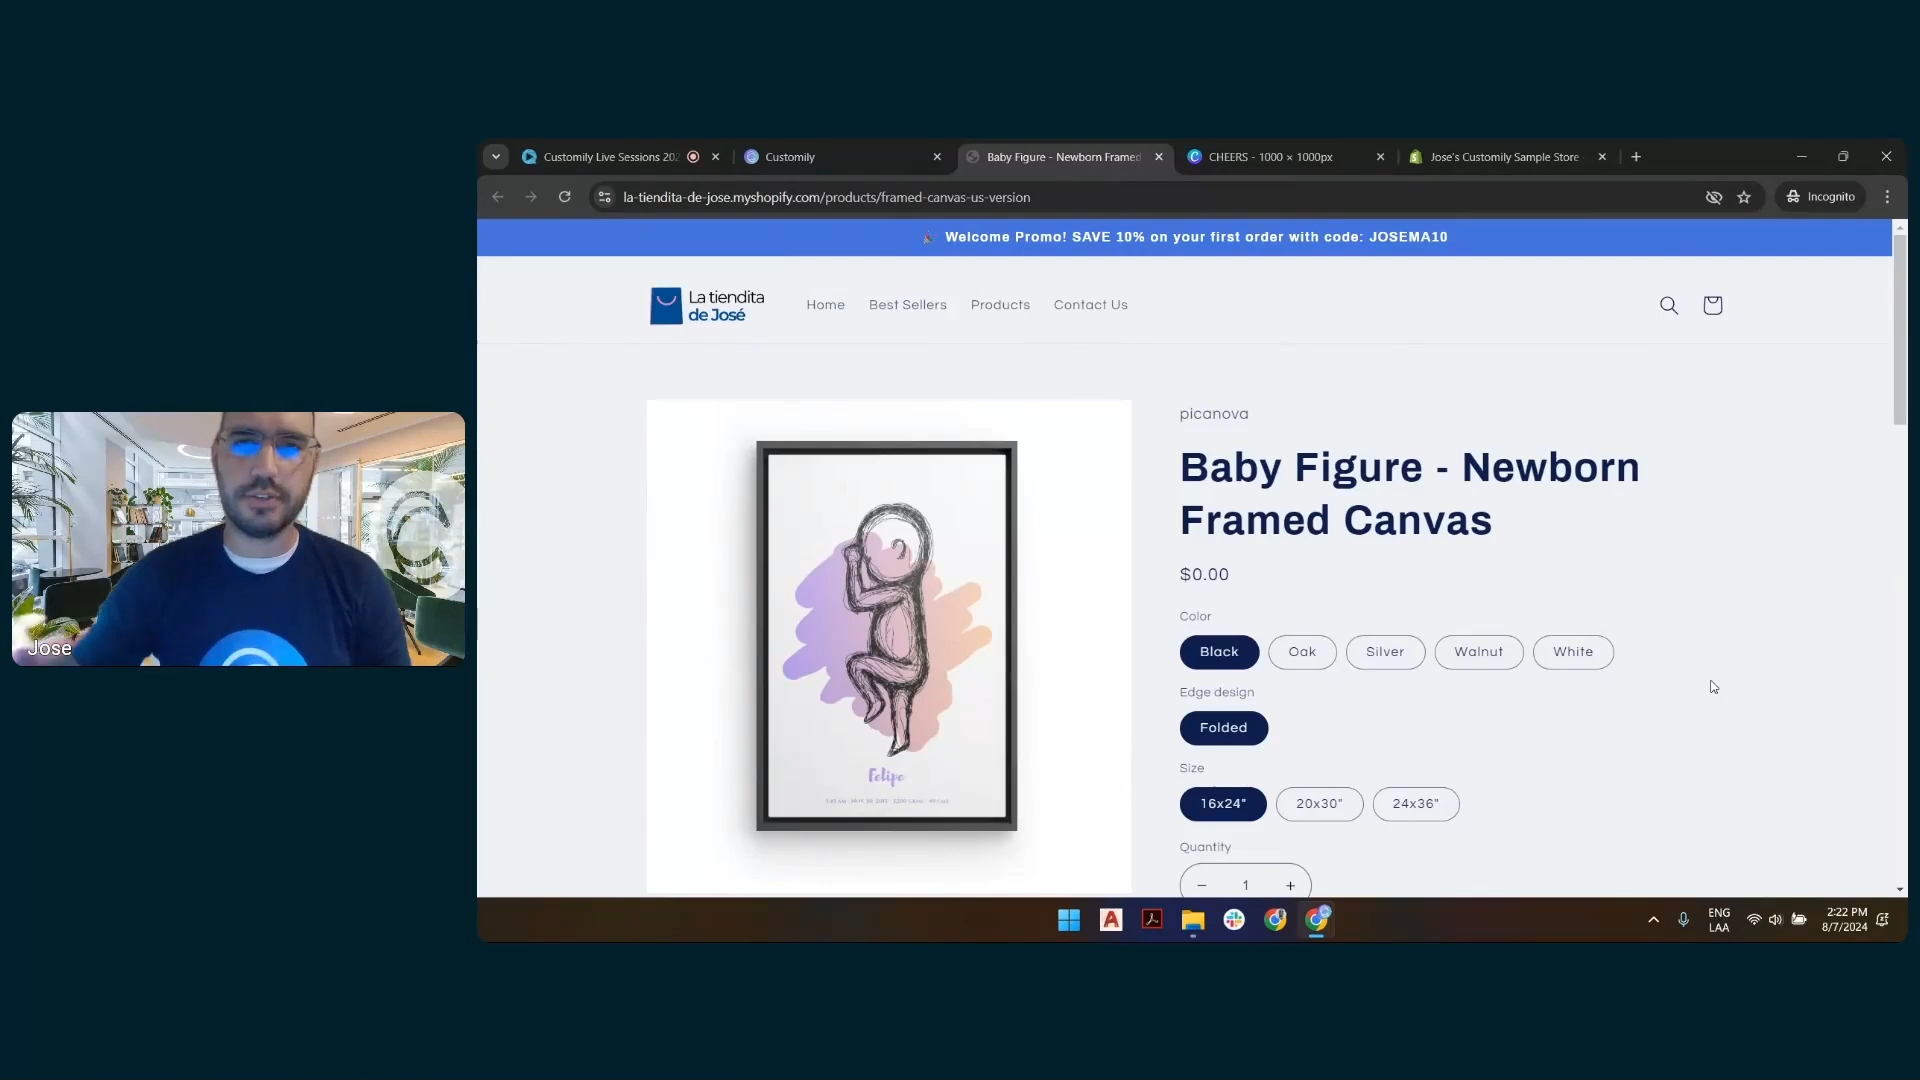 Customily Live Sessions 202
Customily
Baby Figure - Newborn Framed
CHEERS - 1000 × 1000px
Jose's Customily Sample Store
la-tiendita-de-jose.myshopify.com/products/framed-canvas-us-version
Incognito
Welcome Promo! SAVE 10% on your first order with code: JOSEMA10
La tiendita
de José
Home
Best Sellers
Products
Contact Us
picanova
Baby Figure - Newborn
Framed Canvas
$0.00
Color
Black
Oak
Silver
Walnut
White
Edge design
Folded
Size
16x24"
20x30"
24x36"
Quantity
− 1 +
Felipe
Jose
ENG
LAA
2:22 PM
8/7/2024